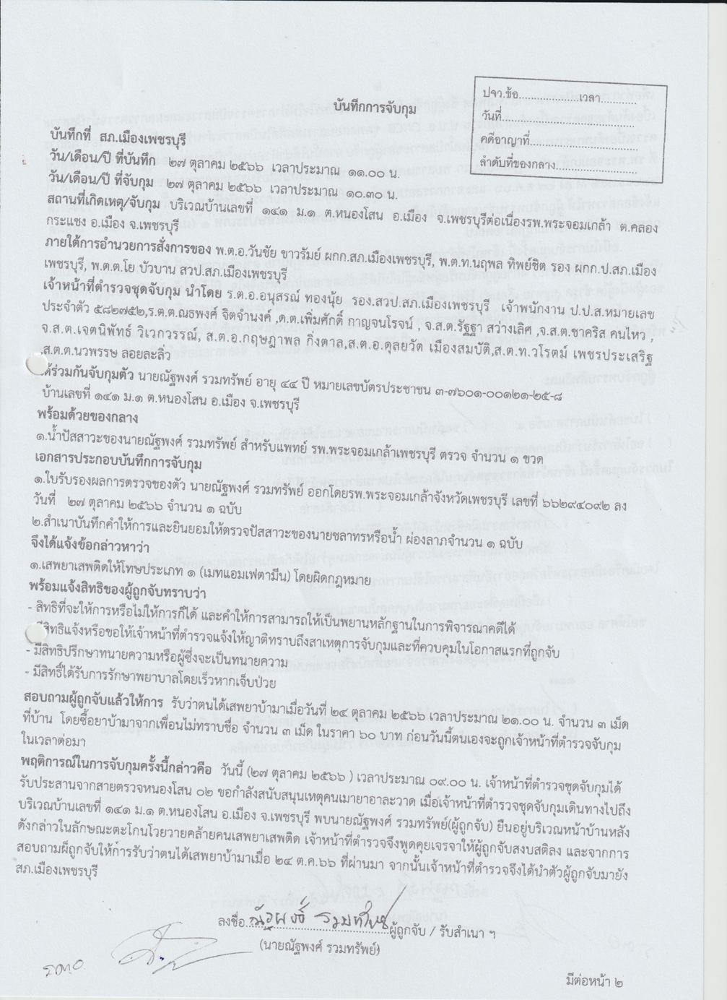 บันทึกการจับกุม
ปจว.ข้อ....................เวลา...............
วันที่............................................
คดีอาญาที่...................................
ลำดับที่ของกลาง..........................
บันทึกที่ สภ.เมืองเพชรบุรี
วัน/เดือน/ปี ที่บันทึก ๒๗ ตุลาคม ๒๕๖๖ เวลาประมาณ ๑๑.๐๐ น.
วัน/เดือน/ปี ที่จับกุม ๒๗ ตุลาคม ๒๕๖๖ เวลาประมาณ ๑๐.๓๐ น.
สถานที่เกิดเหตุ/จับกุม บริเวณบ้านเลขที่ ๑๔๑ ม.๑ ต.หนองโสน อ.เมือง จ.เพชรบุรีต่อเนื่องรพ.พระจอมเกล้า ต.คลอง
กระแชง อ.เมือง จ.เพชรบุรี
ภายใต้การอำนวยการสั่งการของ พ.ต.อ.วันชัย ขาวรัมย์ ผกก.สภ.เมืองเพชรบุรี, พ.ต.ท.นฤพล ทิพย์ชิต รอง ผกก.ป.สภ.เมือง
เพชรบุรี, พ.ต.ต.โย บัวบาน สวป.สภ.เมืองเพชรบุรี
เจ้าหน้าที่ตำรวจชุดจับกุม นำโดย ร.ต.อ.อนุสรณ์ ทองนุ้ย รอง.สวป.สภ.เมืองเพชรบุรี เจ้าพนักงาน ป.ป.ส.หมายเลข
ประจำตัว ๕๘๒๗๕๒,ร.ต.ต.ณธพงศ์ จิตจำนงค์ ,ด.ต.เพิ่มศักดิ์ กาญจนโรจน์ , จ.ส.ต.รัฐฐา สว่างเลิศ ,จ.ส.ต.ชาคริส คนไหว ,
จ.ส.ต.เจตนิพัทธ์ วิเวกวรรณ์, ส.ต.อ.กฤษฎาพล กิ่งตาล,ส.ต.อ.ดุลยวัต เมืองสมบัติ,ส.ต.ท.วโรตม์ เพชรประเสริฐ
,ส.ต.ต.นวพรรษ ลอยละลิ่ว
ได้ร่วมกันจับกุมตัว นายณัฐพงศ์ รวมทรัพย์ อายุ ๔๔ ปี หมายเลขบัตรประชาชน ๓-๗๖๐๑-๐๐๑๒๑-๒๕-๘
บ้านเลขที่ ๑๔๑ ม.๑ ต.หนองโสน อ.เมือง จ.เพชรบุรี
พร้อมด้วยของกลาง
๑.น้ำปัสสาวะของนายณัฐพงศ์ รวมทรัพย์ สำหรับแพทย์ รพ.พระจอมเกล้าเพชรบุรี ตรวจ จำนวน ๑ ขวด
เอกสารประกอบบันทึกการจับกุม
๑.ใบรับรองผลการตรวจของตัว นายณัฐพงศ์ รวมทรัพย์ ออกโดยรพ.พระจอมเกล้าจังหวัดเพชรบุรี เลขที่ ๖๖๒๙๔๐๙๒ ลง
วันที่ ๒๗ ตุลาคม ๒๕๖๖ จำนวน ๑ ฉบับ
๒.สำเนาบันทึกคำให้การและยินยอมให้ตรวจปัสสาวะของนายชลาทรหรือน้ำ ผ่องลาภจำนวน ๑ ฉบับ
จึงได้แจ้งข้อกล่าวหาว่า
๑.เสพยาเสพติดให้โทษประเภท ๑ (เมทแอมเฟตามีน) โดยผิดกฎหมาย
พร้อมแจ้งสิทธิของผู้ถูกจับทราบว่า
- สิทธิที่จะให้การหรือไม่ให้การก็ได้ และคำให้การสามารถให้เป็นพยานหลักฐานในการพิจารณาคดีได้
มีสิทธิแจ้งหรือขอให้เจ้าหน้าที่ตำรวจแจ้งให้ญาติทราบถึงสาเหตุการจับกุมและที่ควบคุมในโอกาสแรกที่ถูกจับ
- มีสิทธิปรึกษาทนายความหรือผู้ซึ่งจะเป็นทนายความ
- มีสิทธิ์ได้รับการรักษาพยาบาลโดยเร็วหากเจ็บป่วย
สอบถามผู้ถูกจับแล้วให้การ รับว่าตนได้เสพยาบ้ามาเมื่อวันที่ ๒๔ ตุลาคม ๒๕๖๖ เวลาประมาณ ๒๑.๐๐ น. จำนวน ๓ เม็ด
ที่บ้าน โดยซื้อยาบ้ามาจากเพื่อนไม่ทราบชื่อ จำนวน ๓ เม็ด ในราคา ๖๐ บาท ก่อนวันนี้ตนเองจะถูกเจ้าหน้าที่ตำรวจจับกุม
ในเวลาต่อมา
พฤติการณ์ในการจับกุมครั้งนี้กล่าวคือ วันนี้ (๒๗ ตุลาคม ๒๕๖๖ ) เวลาประมาณ ๐๙.๐๐ น. เจ้าหน้าที่ตำรวจชุดจับกุมได้
รับประสานจากสายตรวจหนองโสน ๐๒ ขอกำลังสนับสนุนเหตุคนเมายาอาละวาด เมื่อเจ้าหน้าที่ตำรวจชุดจับกุมเดินทางไปถึง
บริเวณบ้านเลขที่ ๑๔๑ ม.๑ ต.หนองโสน อ.เมือง จ.เพชรบุรี พบนายณัฐพงศ์ รวมทรัพย์(ผู้ถูกจับ) ยืนอยู่บริเวณหน้าบ้านหลัง
ดังกล่าวในลักษณะตะโกนโวยวายคล้ายคนเสพยาเสพติด เจ้าหน้าที่ตำรวจจึงพูดคุยเจรจาให้ผู้ถูกจับสงบสติลง และจากการ
สอบถามผู้ถูกจับให้การรับว่าตนได้เสพยาบ้ามาเมื่อ ๒๔ ต.ค.๖๖ ที่ผ่านมา จากนั้นเจ้าหน้าที่ตำรวจจึงได้นำตัวผู้ถูกจับมายัง
สภ.เมืองเพชรบุรี
ลงชื่อ ณัฐพงศ์ รวมทรัพย์ ผู้ถูกจับ / รับสำเนา ฯ
(นายณัฐพงศ์ รวมทรัพย์)
ร.ต.อ.
มีต่อหน้า ๒